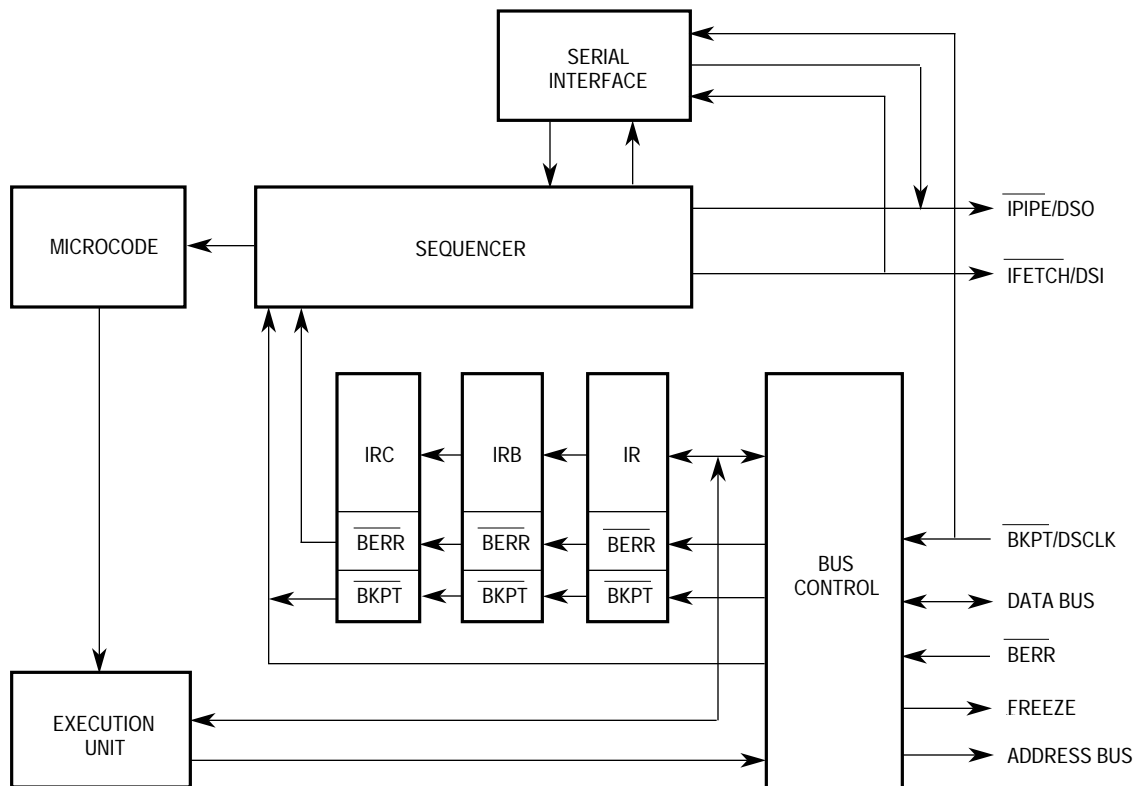 SERIAL
INTERFACE
MICROCODE
SEQUENCER
IPIPE/DSO
IFETCH/DSI
IRC
IRB
IR
BERR
BERR
BERR
BKPT
BKPT
BKPT
BUS
CONTROL
BKPT/DSCLK
DATA BUS
BERR
FREEZE
ADDRESS BUS
EXECUTION
UNIT